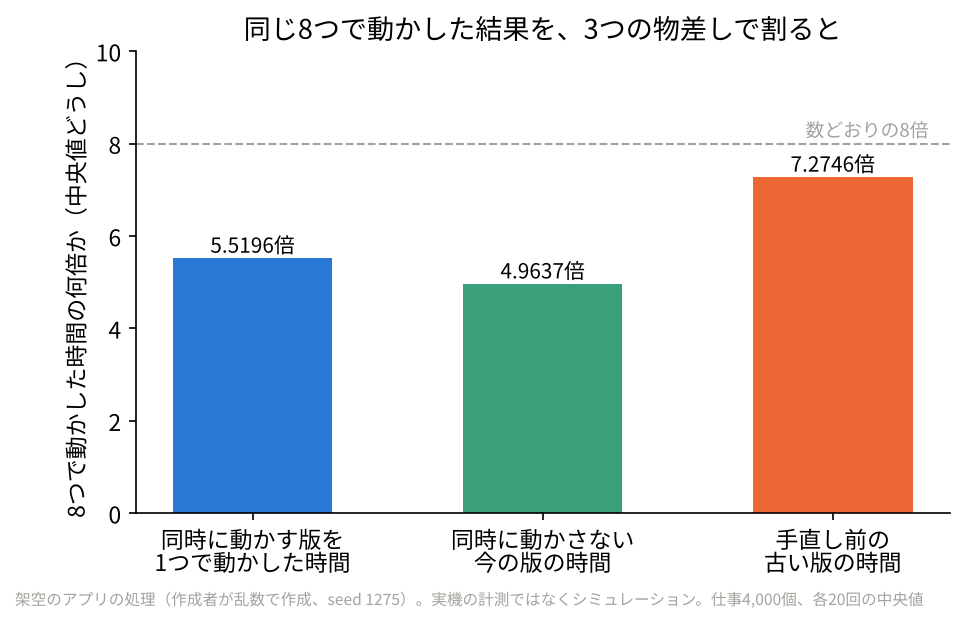 同じ8つで動かした結果を、3つの物差しで割ると
8つで動かした時間の何倍か（中央値どうし）
10
8
6
4
2
0
数どおりの8倍
5.5196倍
4.9637倍
7.2746倍
同時に動かす版を
1つで動かした時間
同時に動かさない
今の版の時間
手直し前の
古い版の時間
架空のアプリの処理（作成者が乱数で作成、seed 1275）。実機の計測ではなくシミュレーション。仕事4,000個、各20回の中央値